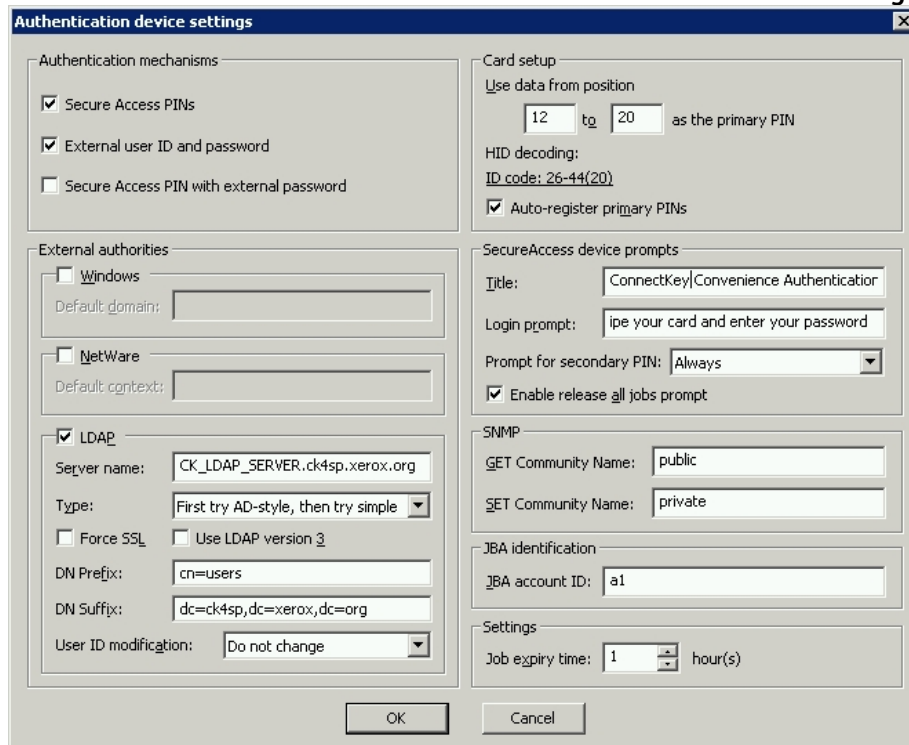 Authentication device settings
Authentication mechanisms
Secure Access PINs
External user ID and password
Secure Access PIN with external password
External authorities
Windows
Default domain:
NetWare
Default context:
LDAP
Server name: CK_LDAP_SERVER.ck4sp.xerox.org
Type: First try AD-style, then try simple
Force SSL Use LDAP version 3
DN Prefix: cn=users
DN Suffix: dc=ck4sp,dc=xerox,dc=org
User ID modification: Do not change
Card setup
Use data from position
12 to 20 as the primary PIN
HID decoding:
ID code: 26-44(20)
Auto-register primary PINs
SecureAccess device prompts
Title: ConnectKey Convenience Authentication
Login prompt: ipe your card and enter your password
Prompt for secondary PIN: Always
Enable release all jobs prompt
SNMP
GET Community Name: public
SET Community Name: private
JBA identification
JBA account ID: a1
Settings
Job expiry time: 1 hour(s)
OK Cancel